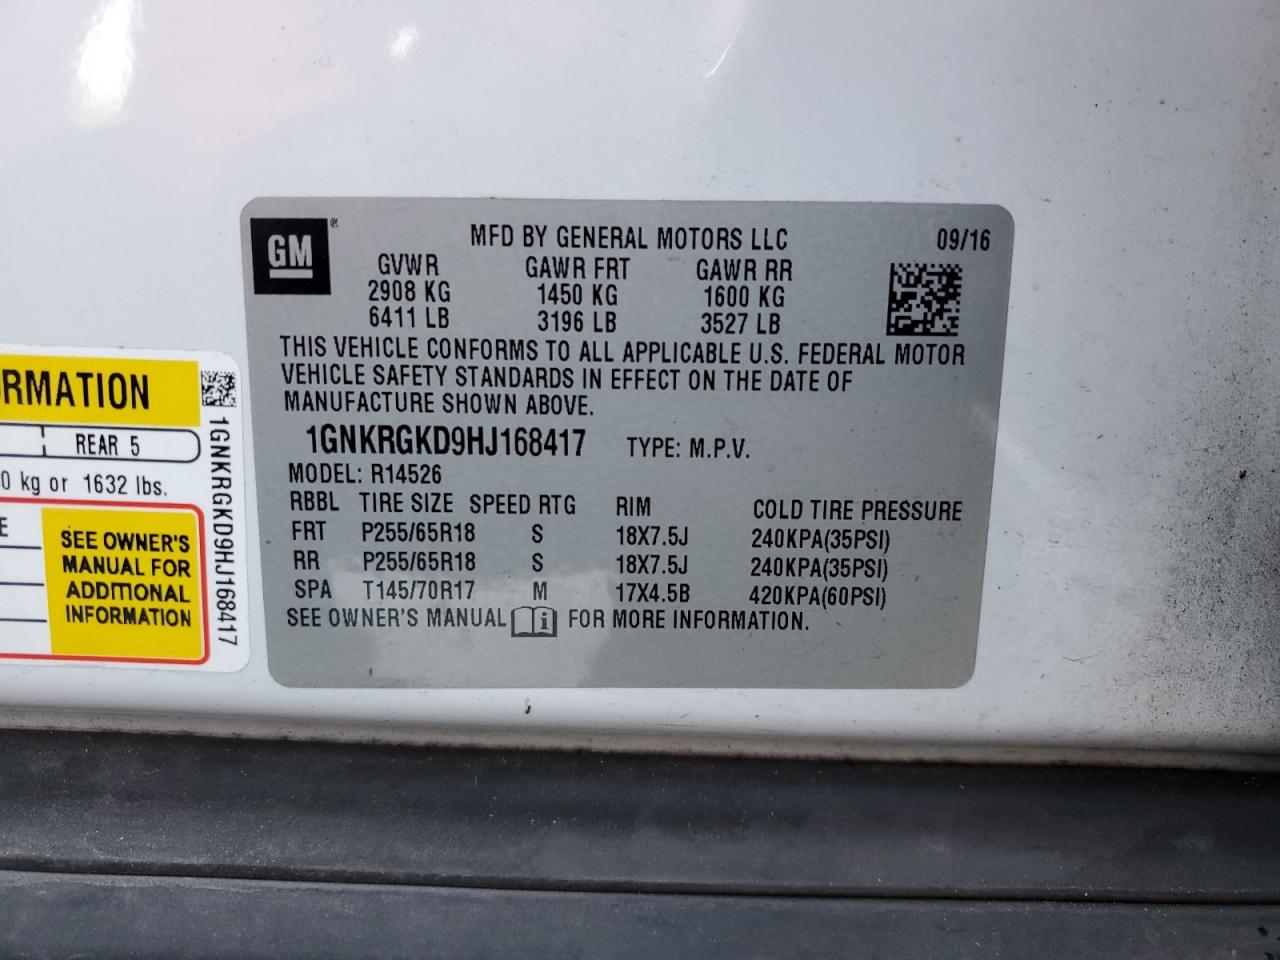 GM ®
MFD BY GENERAL MOTORS LLC 09/16
GVWR GAWR FRT GAWR RR
2908 KG 1450 KG 1600 KG
6411 LB 3196 LB 3527 LB
THIS VEHICLE CONFORMS TO ALL APPLICABLE U.S. FEDERAL MOTOR
VEHICLE SAFETY STANDARDS IN EFFECT ON THE DATE OF
MANUFACTURE SHOWN ABOVE.
1GNKRGKD9HJ168417 TYPE: M.P.V.
MODEL: R14526
RBBL TIRE SIZE SPEED RTG RIM COLD TIRE PRESSURE
FRT P255/65R18 S 18X7.5J 240KPA(35PSI)
RR P255/65R18 S 18X7.5J 240KPA(35PSI)
SPA T145/70R17 M 17X4.5B 420KPA(60PSI)
SEE OWNER'S MANUAL i FOR MORE INFORMATION.
ORMATION
REAR 5
0 kg or 1632 lbs.
E
SEE OWNER'S
MANUAL FOR
ADDITIONAL
INFORMATION
1GNKRGKD9HJ168417